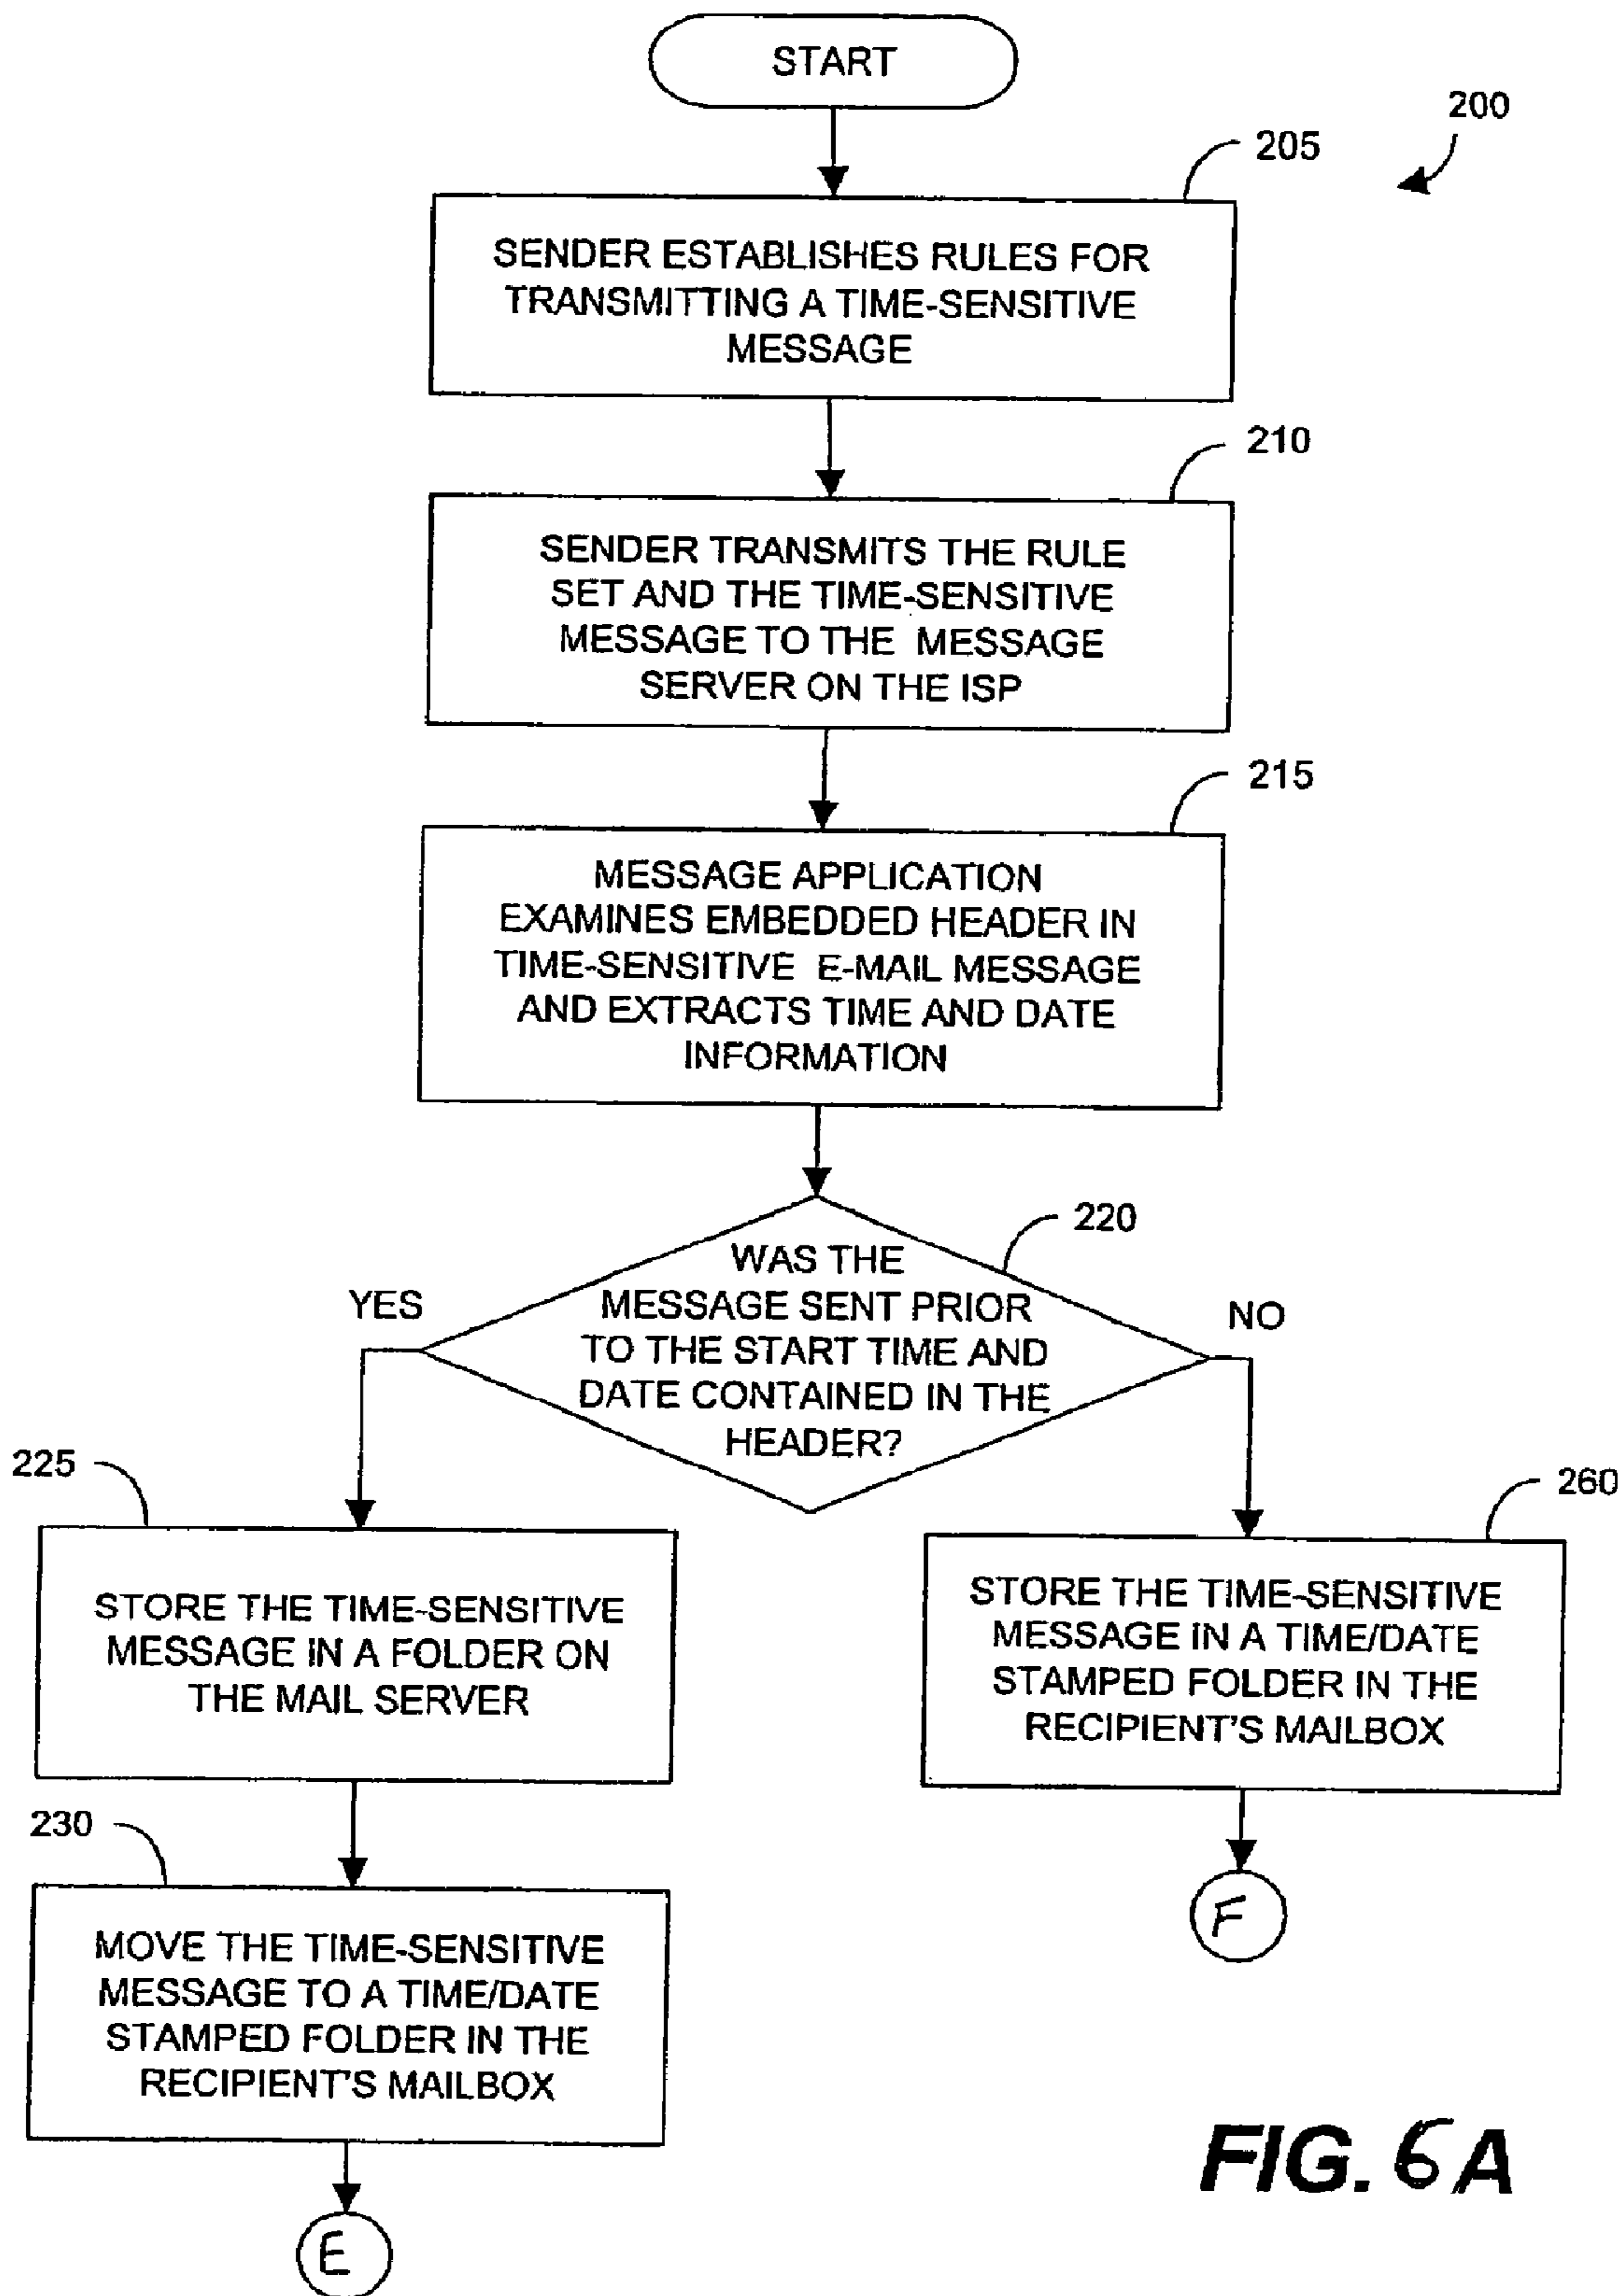 START
200
205
SENDER ESTABLISHES RULES FOR
TRANSMITTING A TIME-SENSITIVE
MESSAGE
210
SENDER TRANSMITS THE RULE
SET AND THE TIME-SENSITIVE
MESSAGE TO THE MESSAGE
SERVER ON THE ISP
215
MESSAGE APPLICATION
EXAMINES EMBEDDED HEADER IN
TIME-SENSITIVE E-MAIL MESSAGE
AND EXTRACTS TIME AND DATE
INFORMATION
220
WAS THE
MESSAGE SENT PRIOR
TO THE START TIME AND
DATE CONTAINED IN THE
HEADER?
YES
NO
225
STORE THE TIME-SENSITIVE
MESSAGE IN A FOLDER ON
THE MAIL SERVER
260
STORE THE TIME-SENSITIVE
MESSAGE IN A TIME/DATE
STAMPED FOLDER IN THE
RECIPIENT'S MAILBOX
230
MOVE THE TIME-SENSITIVE
MESSAGE TO A TIME/DATE
STAMPED FOLDER IN THE
RECIPIENT'S MAILBOX
F
E
FIG. 6A